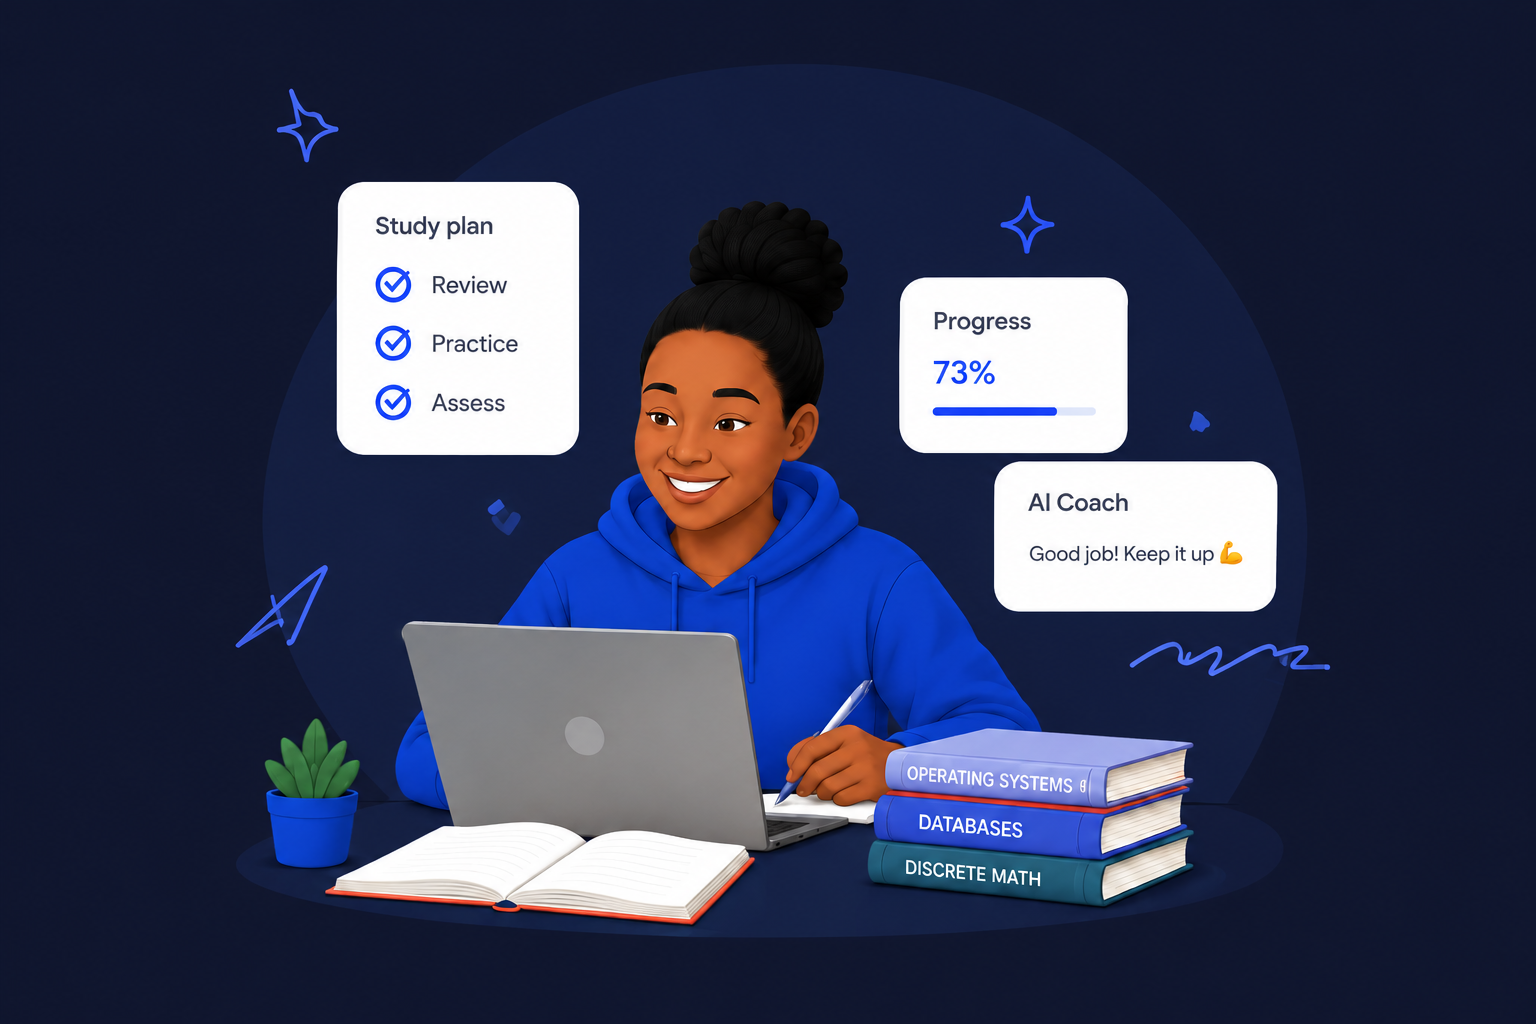 Study plan
Review
Practice
Assess
Progress
73%
AI Coach
Good job! Keep it up 💪
OPERATING SYSTEMS
DATABASES
DISCRETE MATH